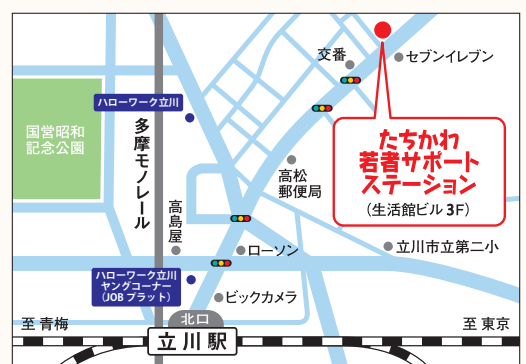 交番
セブンイレブン
ハローワーク立川
国営昭和
記念公園
多摩モノレール
たちかわ
若者サポート
ステーション
(生活館ビル3F)
高松
郵便局
高島屋
ローソン
立川市立第二小
ハローワーク立川
ヤングコーナー
(JOBプラット)
ビックカメラ
北口
至 青梅
至 東京
立川駅